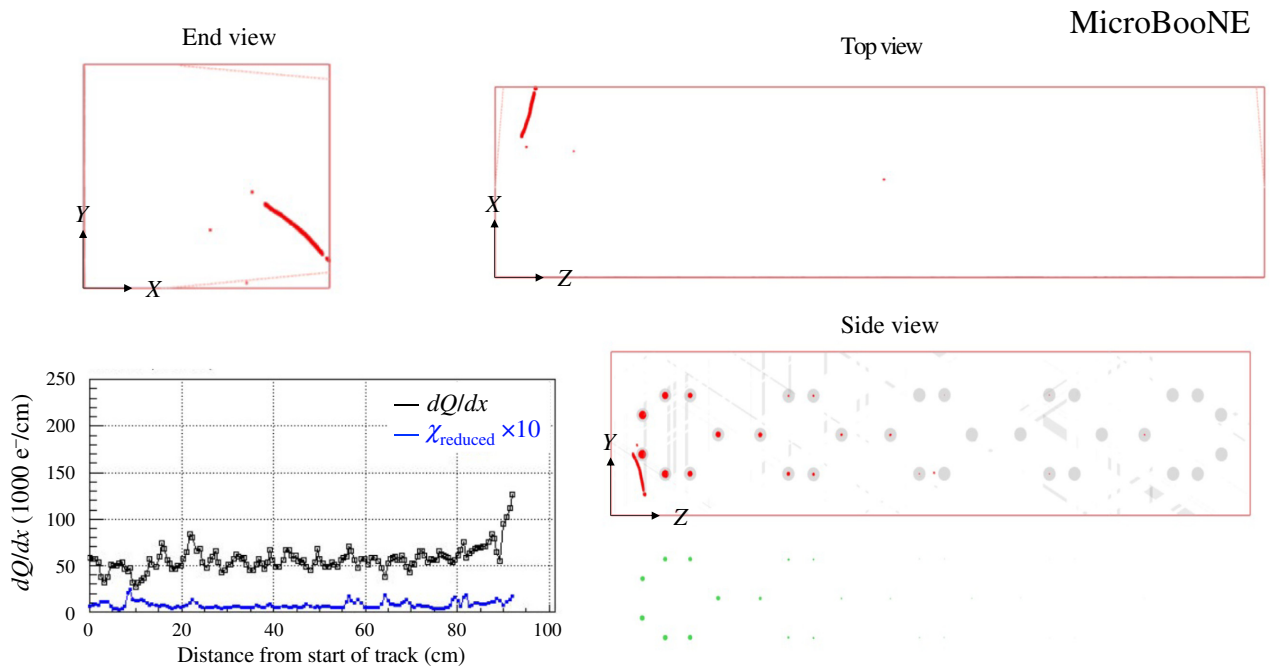 MicroBooNE
End view
Top view
Y
X
X
Z
Side view
Y
Z
250
200
150
100
50
0
dQ/dx (1000 e⁻/cm)
dQ/dx
χreduced ×10
0 20 40 60 80 100
Distance from start of track (cm)